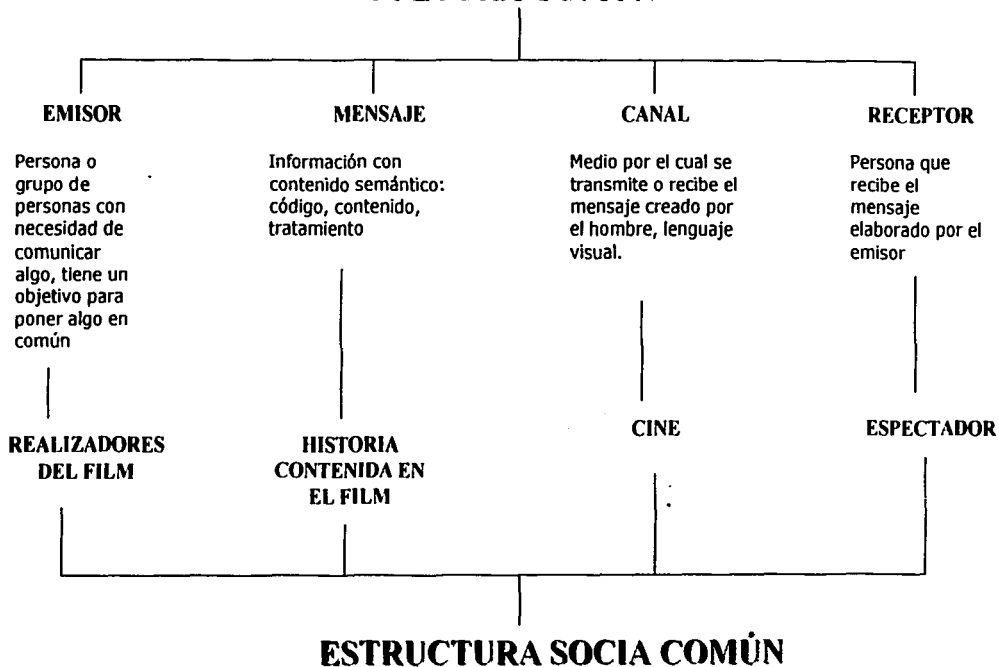 EMISOR
Persona o
grupo de
personas con
necesidad de
comunicar
algo, tiene un
objetivo para
poner algo en
común
REALIZADORES
DEL FILM
MENSAJE
Información con
contenido semántico:
código, contenido,
tratamiento
HISTORIA
CONTENIDA EN
EL FILM
CANAL
Medio por el cual se
transmite o recibe el
mensaje creado por
el hombre, lenguaje
visual.
CINE
RECEPTOR
Persona que
recibe el
mensaje
elaborado por el
emisor
ESPECTADOR
ESTRUCTURA SOCIA COMÚN